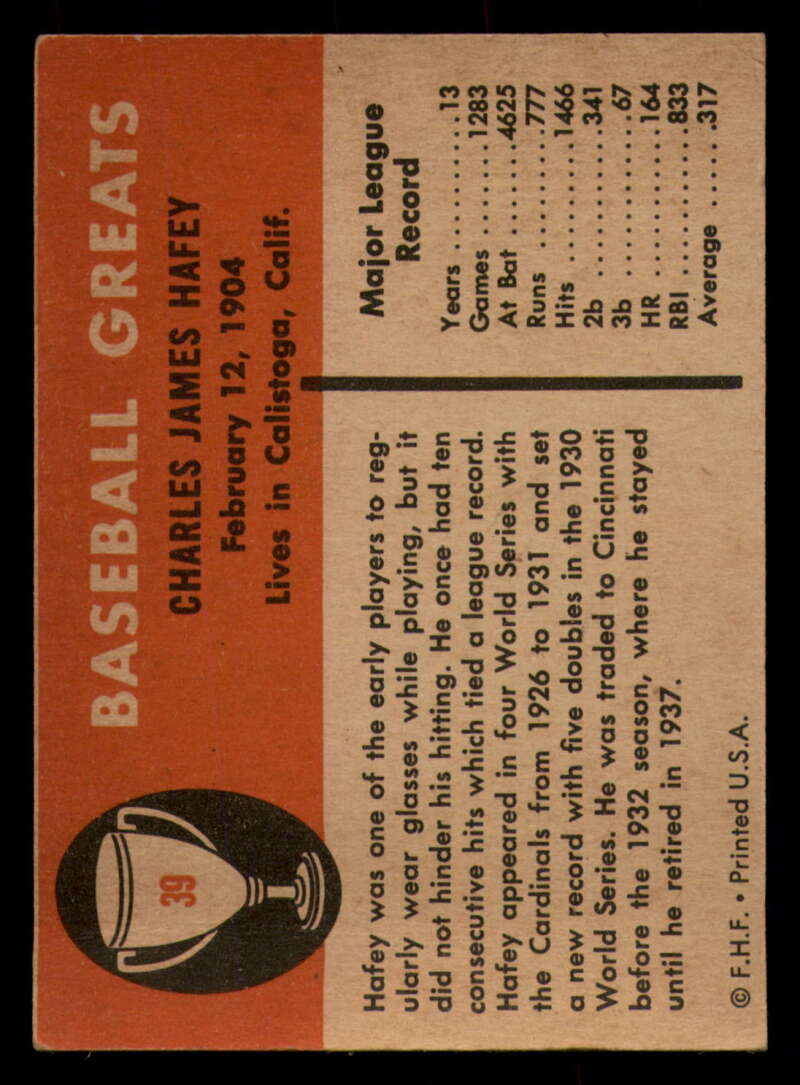 BASEBALL GREATS
39
CHARLES JAMES HAFEY
February 12, 1904
Lives in Calistoga, Calif.
Hafey was one of the early players to reg-
ularly wear glasses while playing, but it
did not hinder his hitting. He once had ten
consecutive hits which tied a league record.
Hafey appeared in four World Series with
the Cardinals from 1926 to 1931 and set
a new record with five doubles in the 1930
World Series. He was traded to Cincinnati
before the 1932 season, where he stayed
until he retired in 1937.
© F.H.F. • Printed U.S.A.
Major League
Record
Years ..........13
Games .......1283
At Bat ......4625
Runs .........777
Hits .........1466
2b ...........341
3b ............67
HR ...........164
RBI ..........833
Average ......317